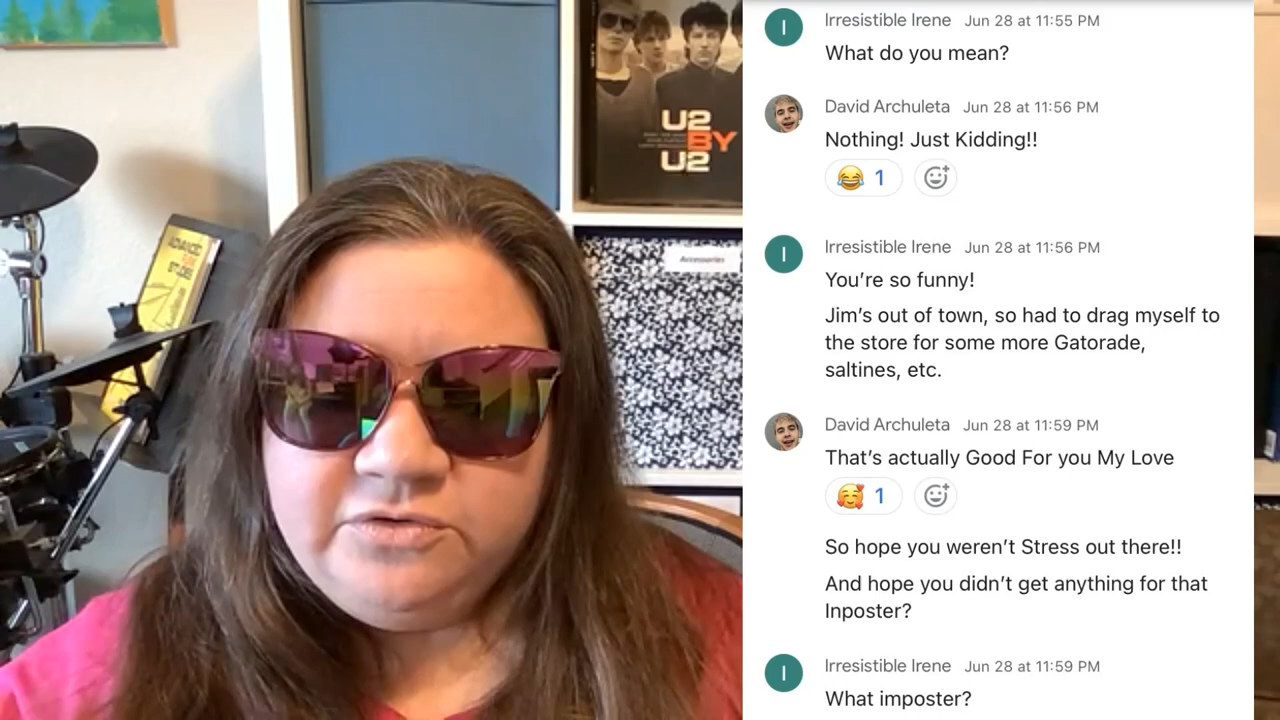 U2
BY
U2
Accessories
ADVANCED
ETUDES
Irresistible Irene Jun 28 at 11:55 PM
What do you mean?
David Archuleta Jun 28 at 11:56 PM
Nothing! Just Kidding!!
😂 1
I
Irresistible Irene Jun 28 at 11:56 PM
You’re so funny!
Jim’s out of town, so had to drag myself to
the store for some more Gatorade,
saltines, etc.
David Archuleta Jun 28 at 11:59 PM
That’s actually Good For you My Love
🥰 1
So hope you weren’t Stress out there!!
And hope you didn’t get anything for that
Inposter?
I
Irresistible Irene Jun 28 at 11:59 PM
What imposter?